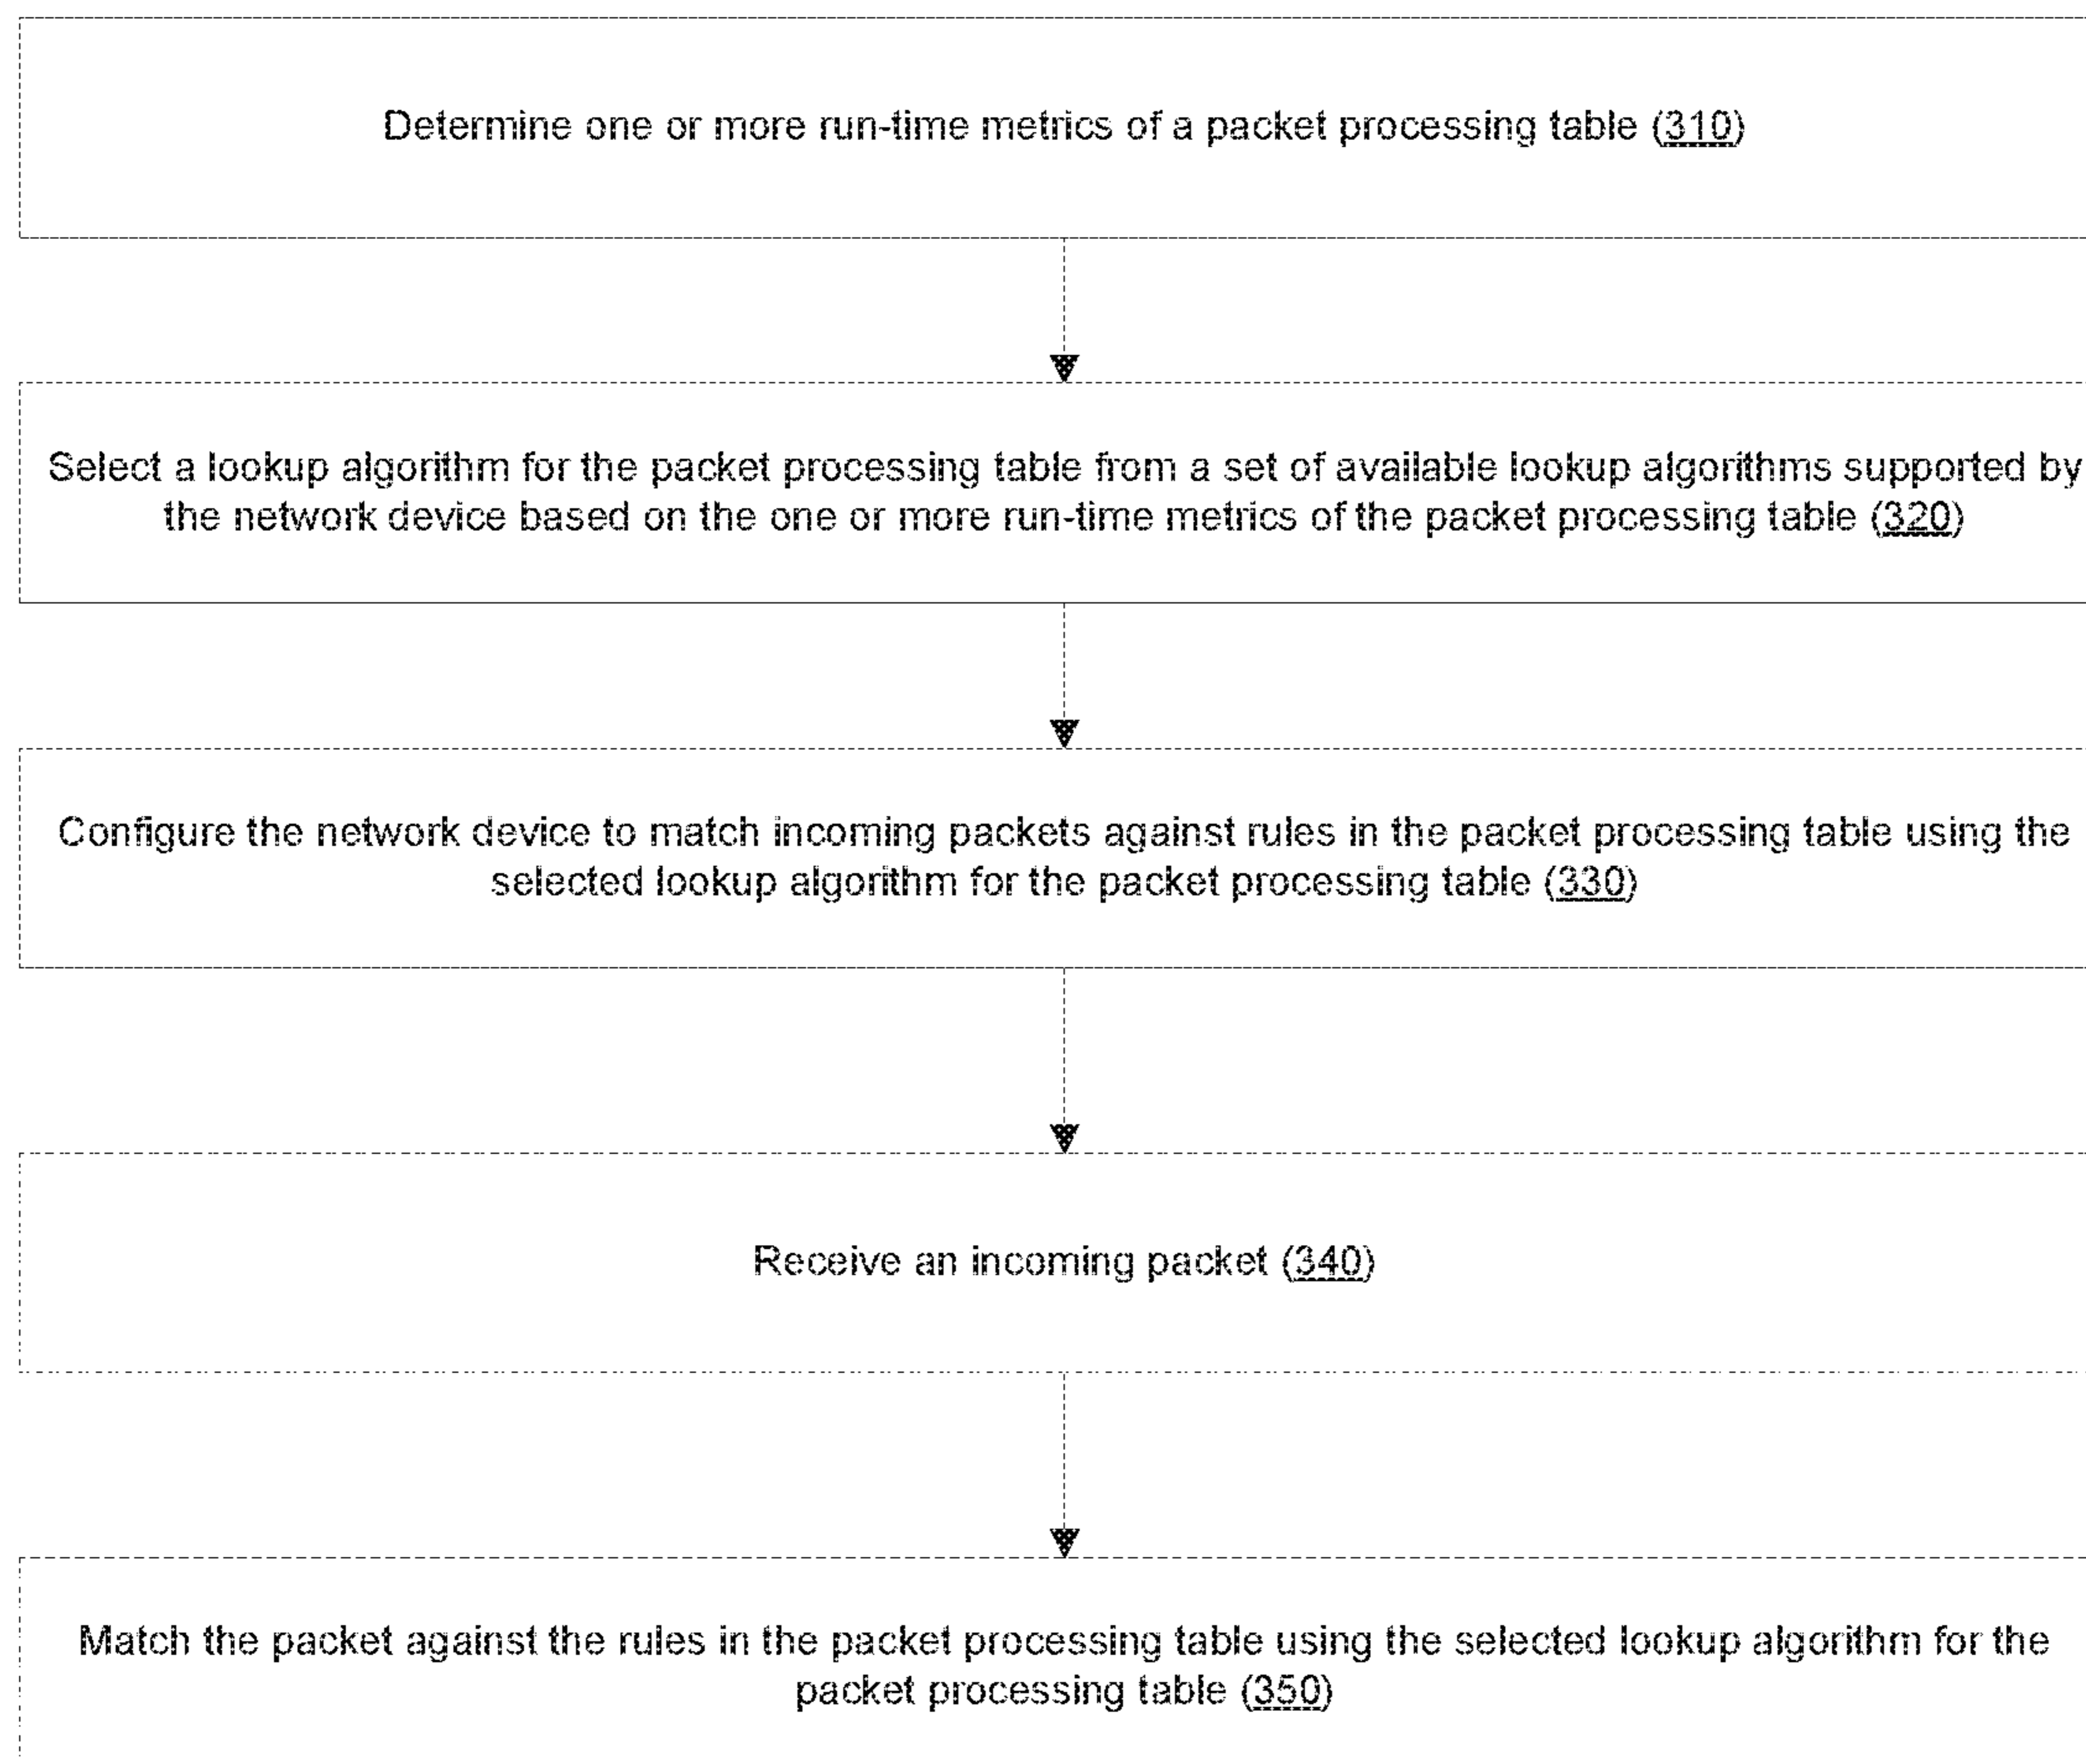 Determine one or more run-time metrics of a packet processing table (310)
Select a lookup algorithm for the packet processing table from a set of available lookup algorithms supported by
the network device based on the one or more run-time metrics of the packet processing table (320)
Configure the network device to match incoming packets against rules in the packet processing table using the
selected lookup algorithm for the packet processing table (330)
Receive an incoming packet (340)
Match the packet against the rules in the packet processing table using the selected lookup algorithm for the
packet processing table (350)